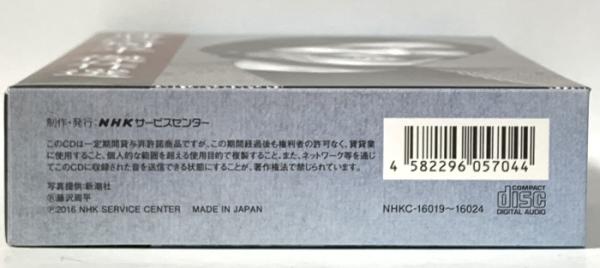 制作・発行：NHKサービスセンター
このCDは一定期間貸与非許諾商品ですが、この期間経過後も権利者の許可なく、賃貸業
に使用すること、個人的な範囲を超える使用目的で複製すること、また、ネットワーク等を通じ
てこのCDに収録された音を送信できる状態にすることが、著作権法で禁じられています。
写真提供：新潮社
Ⓒ藤沢周平
Ⓟ2016 NHK SERVICE CENTER MADE IN JAPAN
4 582296 057044
NHKC-16019〜16024
COMPACT
disc
DIGITAL AUDIO